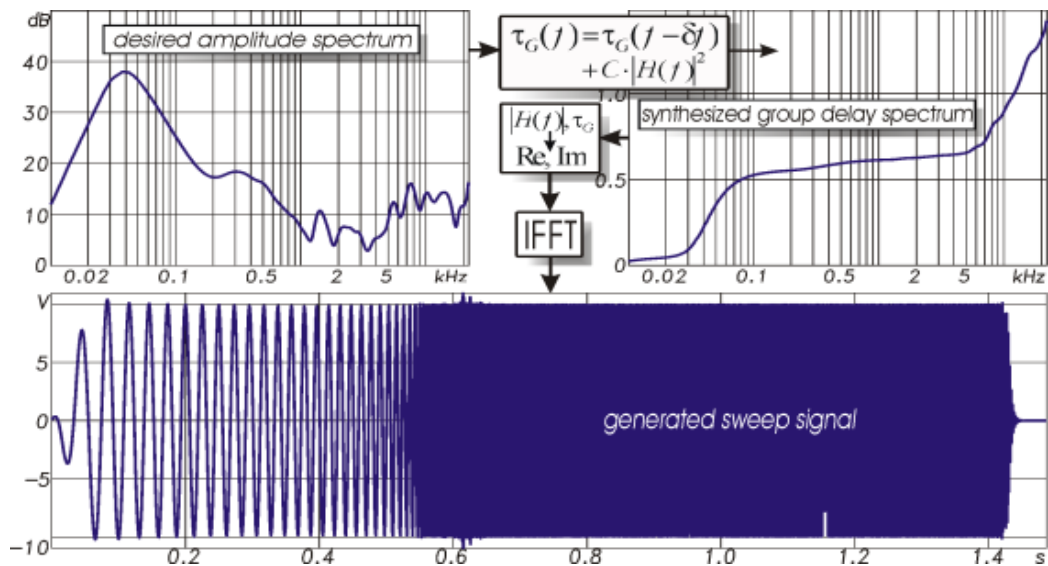 dB
desired amplitude spectrum
40
30
20
10
0
0.02 0.1 0.5 2 5 kHz
τ_G(f)=τ_G(f-δf)
+C·|H(f)|²
|H(f)|,τ_G
Re, Im
IFFT
synthesized group delay spectrum
1.0
0.5
0
0.02 0.1 0.5 2 5 kHz
V
5
0
-5
-10
generated sweep signal
0.2 0.4 0.6 0.8 1.0 1.2 1.4 s